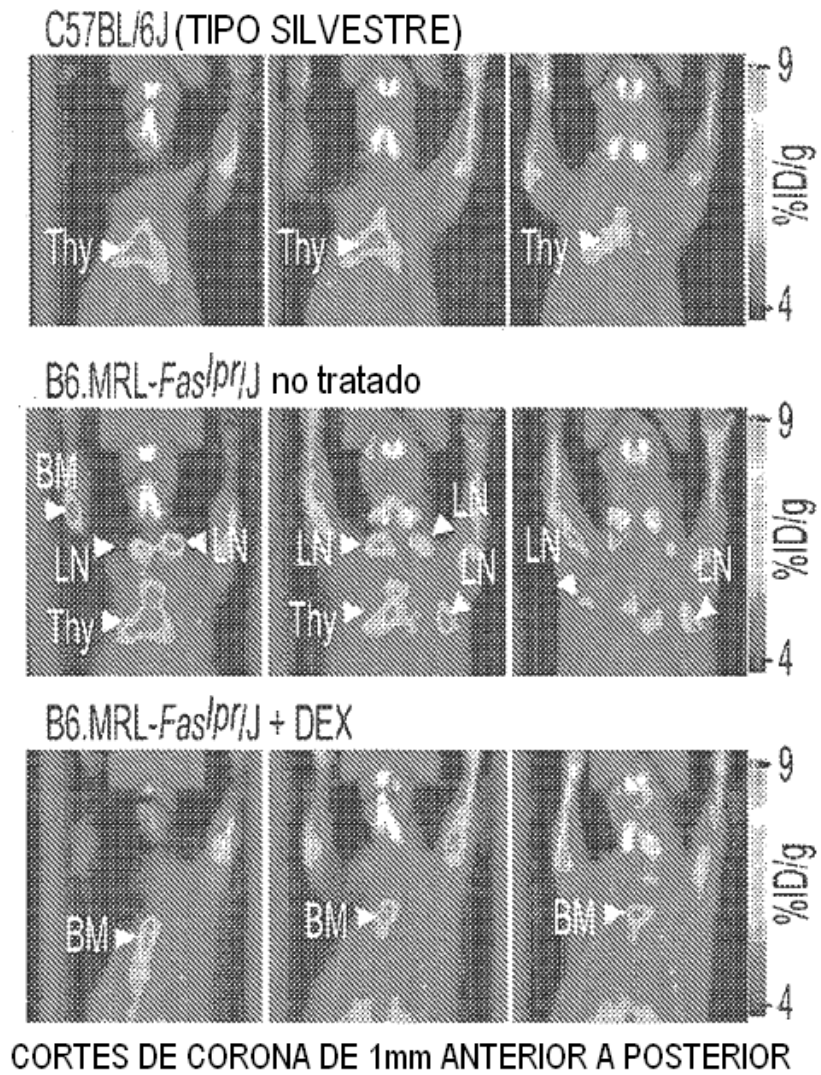 C57BL/6J (TIPO SILVESTRE)
Thy
Thy
Thy
9
%ID/g
4
B6.MRL-Faslpr/J no tratado
BM
LN
LN
Thy
LN
LN
LN
Thy
LN
LN
9
%ID/g
4
B6.MRL-Faslpr/J + DEX
BM
BM
BM
9
%ID/g
4
CORTES DE CORONA DE 1mm ANTERIOR A POSTERIOR